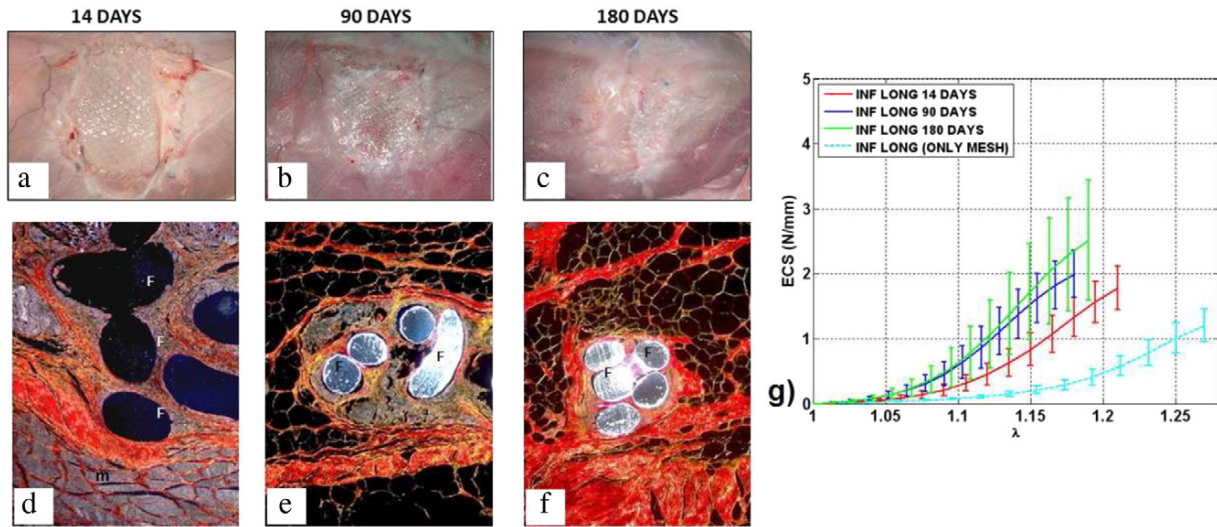 14 DAYS
90 DAYS
180 DAYS
a
b
c
F
F
F
m
d
F
F
e
F
F
f
5
4
3
2
1
0
ECS (N/mm)
INF LONG 14 DAYS
INF LONG 90 DAYS
INF LONG 180 DAYS
INF LONG (ONLY MESH)
g)
1
1.05
1.1
1.15
1.2
1.25
λ